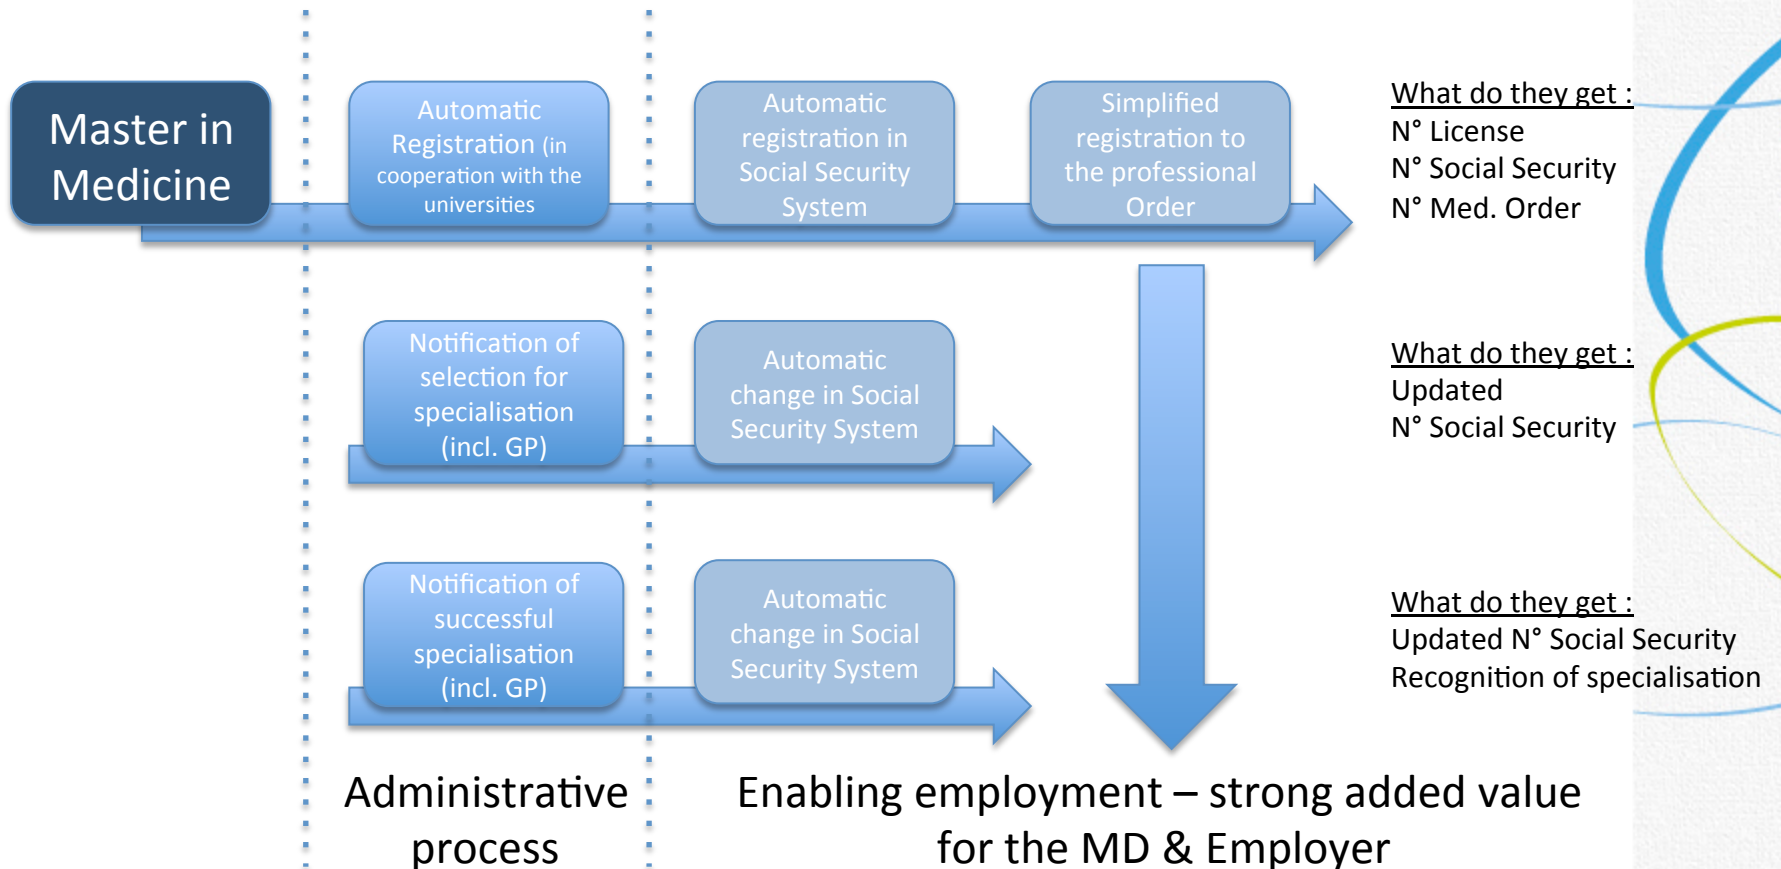 Master in
Medicine
Automatic
Registration (in
cooperation with the
universities
Automatic
registration in
Social Security
System
Simplified
registration to
the professional
Order
What do they get :
N° License
N° Social Security
N° Med. Order
Notification of
selection for
specialisation
(incl. GP)
Automatic
change in Social
Security System
What do they get :
Updated
N° Social Security
Notification of
successful
specialisation
(incl. GP)
Automatic
change in Social
Security System
What do they get :
Updated N° Social Security
Recognition of specialisation
Administrative
process
Enabling employment – strong added value
for the MD & Employer